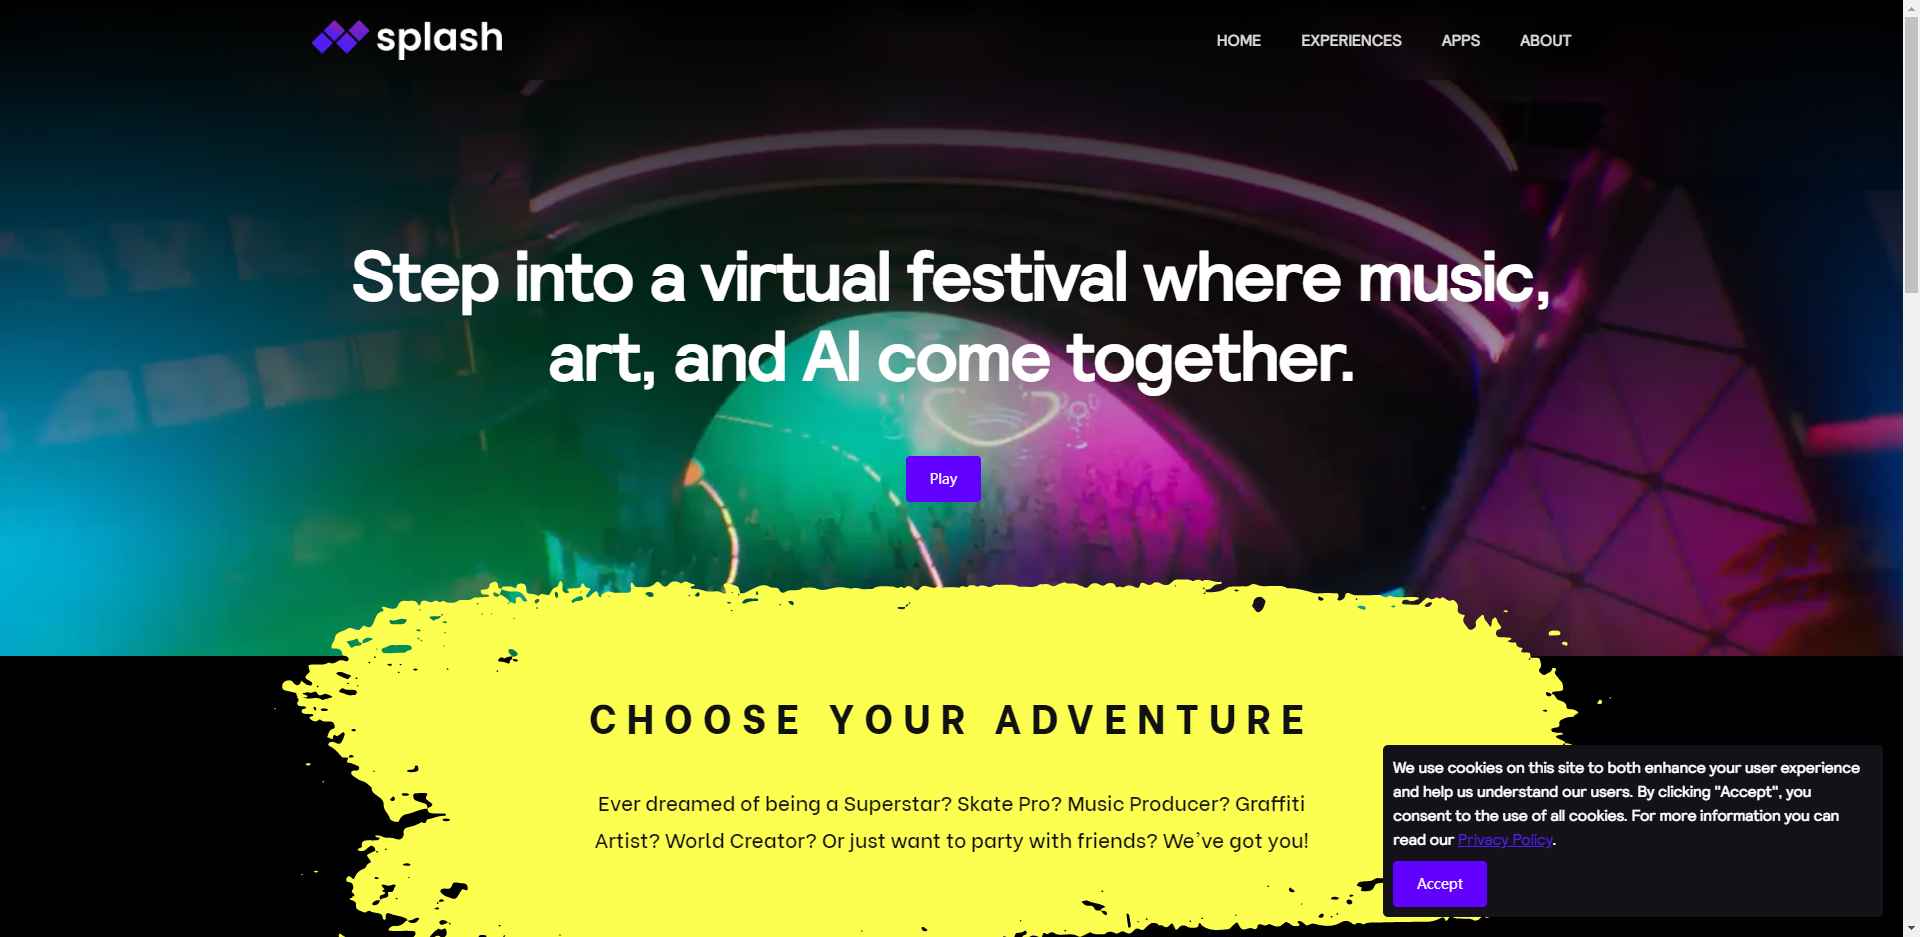 splash
HOME EXPERIENCES APPS ABOUT
Step into a virtual festival where music,
art, and AI come together.
Play
CHOOSE YOUR ADVENTURE
Ever dreamed of being a Superstar? Skate Pro? Music Producer? Graffiti
Artist? World Creator? Or just want to party with friends? We've got you!
We use cookies on this site to both enhance your user experience
and help us understand our users. By clicking "Accept", you
consent to the use of all cookies. For more information you can
read our Privacy Policy.
Accept